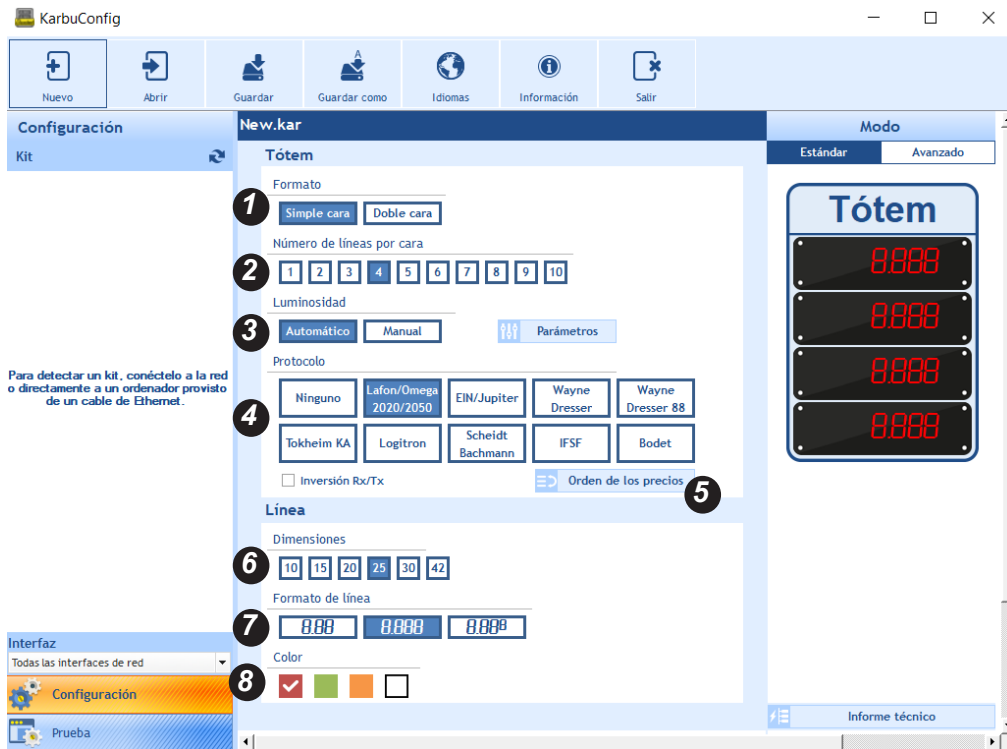 KarbuConfig
Nuevo
Abrir
Guardar
A
Guardar como
Idiomas
Información
Salir
Configuración
Kit
Para detectar un kit, conéctelo a la red
o directamente a un ordenador provisto
de un cable de Ethernet.
Interfaz
Todas las interfaces de red
Configuración
Prueba
New.kar
Tótem
Formato
1
Simple cara
Doble cara
Número de líneas por cara
2
1 2 3 4 5 6 7 8 9 10
Luminosidad
3
Automático
Manual
Parámetros
Protocolo
4
Ninguno
Lafon/Omega
2020/2050
EIN/Jupiter
Wayne
Dresser
Wayne
Dresser 88
Tokheim KA
Logitron
Scheidt
Bachmann
IFSF
Bodet
Inversión Rx/Tx
Orden de los precios
5
Línea
Dimensiones
6
10 15 20 25 30 42
Formato de línea
7
8.88
8.888
8.888
Color
8
Modo
Estándar
Avanzado
Tótem
8.888
8.888
8.888
8.888
Informe técnico